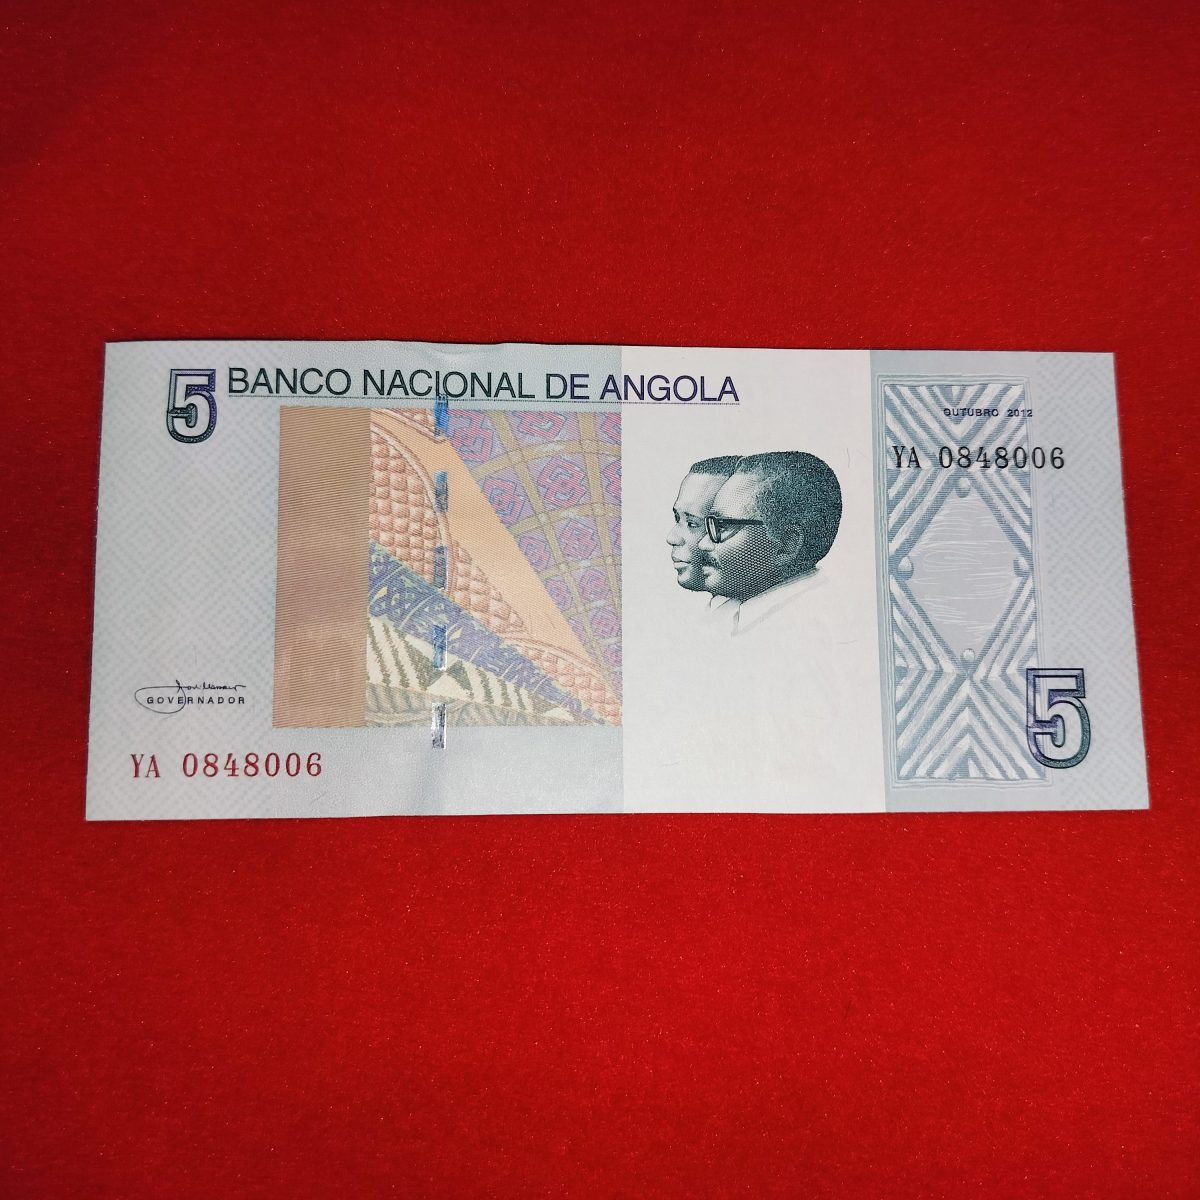 5 BANCO NACIONAL DE ANGOLA
OUTUBRO 2012
YA 0848006
GOVERNADOR
YA 0848006
5